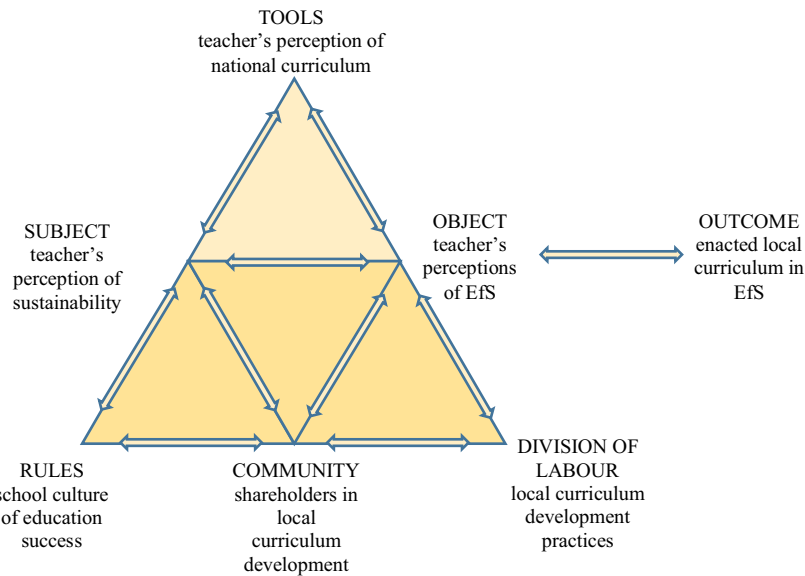 TOOLS
teacher's perception of
national curriculum
SUBJECT
teacher's
perception of
sustainability
OBJECT
teacher's
perceptions
of EfS
OUTCOME
enacted local
curriculum in
EfS
RULES
school culture
of education
success
COMMUNITY
shareholders in
local
curriculum
development
DIVISION OF
LABOUR
local curriculum
development
practices